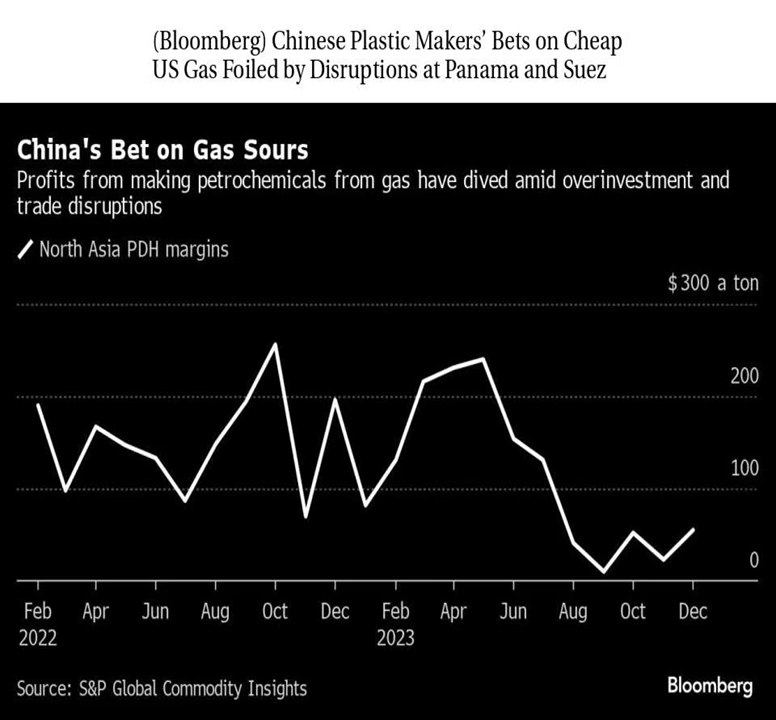 (Bloomberg) Chinese Plastic Makers’ Bets on Cheap
US Gas Foiled by Disruptions at Panama and Suez
China's Bet on Gas Sours
Profits from making petrochemicals from gas have dived amid overinvestment and
trade disruptions
North Asia PDH margins
$300 a ton
200
100
0
Feb Apr Jun Aug Oct Dec Feb Apr Jun Aug Oct Dec
2022 2023
Source: S&P Global Commodity Insights
Bloomberg